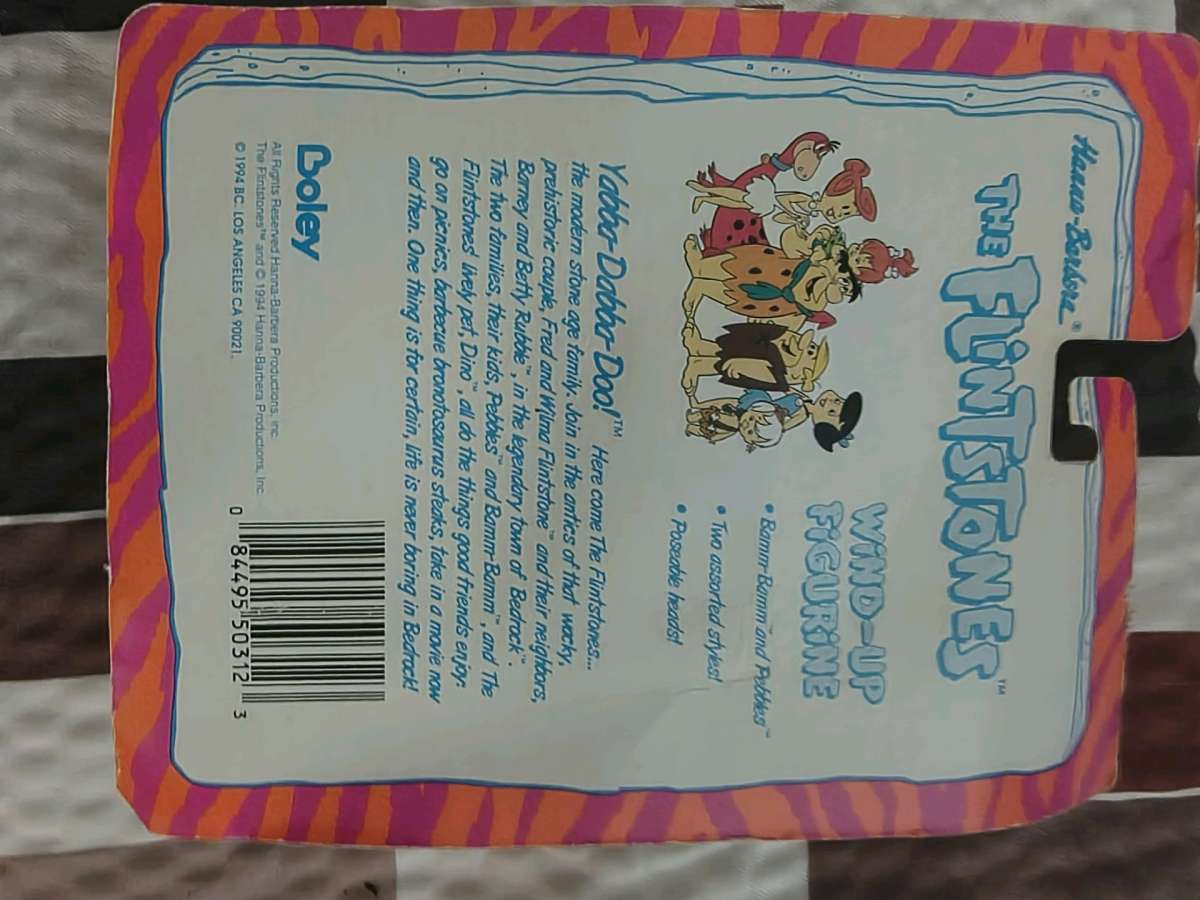 Hanna-Barbera®
THE FLINTSTONES™
WIND-UP
FIGURINE
• Bamm-Bamm™ and Pebbles!™
• Two assorted styles!
• Poseable heads!
Yabba-Dabba-Doo!™ Here come The Flintstones...
the modern stone age family. Join in the antics of that wacky,
prehistoric couple, Fred and Wilma Flintstone™ and their neighbors,
Barney and Betty Rubble™, in the legendary town of Bedrock™.
The two families, their kids, Pebbles™ and Bamm-Bamm™, and The
Flintstones' lively pet, Dino™, all do the things good friends enjoy:
go on picnics, barbecue brontosaurus steaks, take in a movie now
and then. One thing is for certain, life is never boring in Bedrock!
boley
All Rights Reserved Hanna-Barbera Productions, Inc.
The Flintstones™ and © 1994 Hanna-Barbera Productions, Inc.
© 1994 BC. LOS ANGELES CA 90021.
0 84495 50312 3